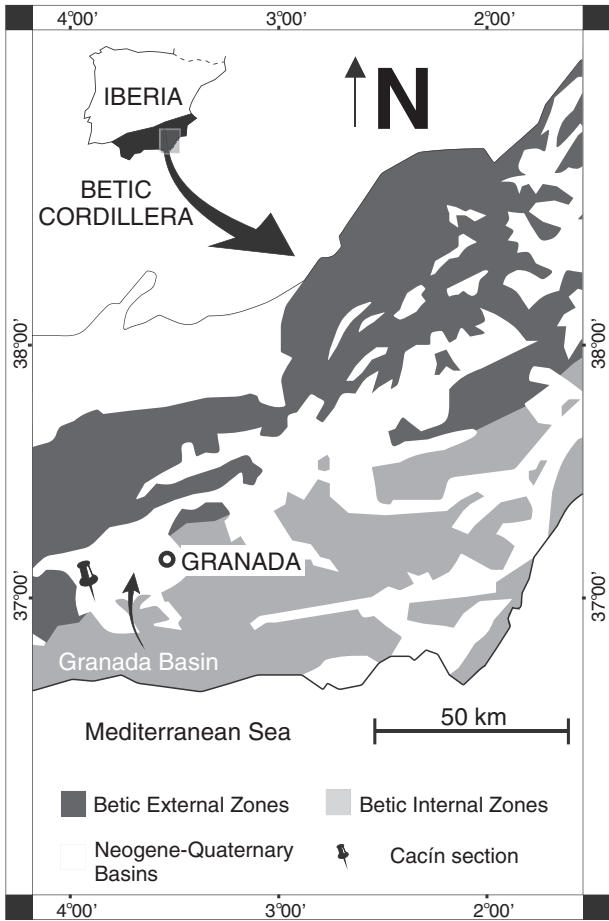 4°00' 3°00' 2°00'
IBERIA
N
BETIC
CORDILLERA
38°00' 38°00'
GRANADA
37°00' 37°00'
Granada Basin
Mediterranean Sea
50 km
Betic External Zones
Betic Internal Zones
Neogene-Quaternary
Basins
Cacín section
4°00' 3°00' 2°00'